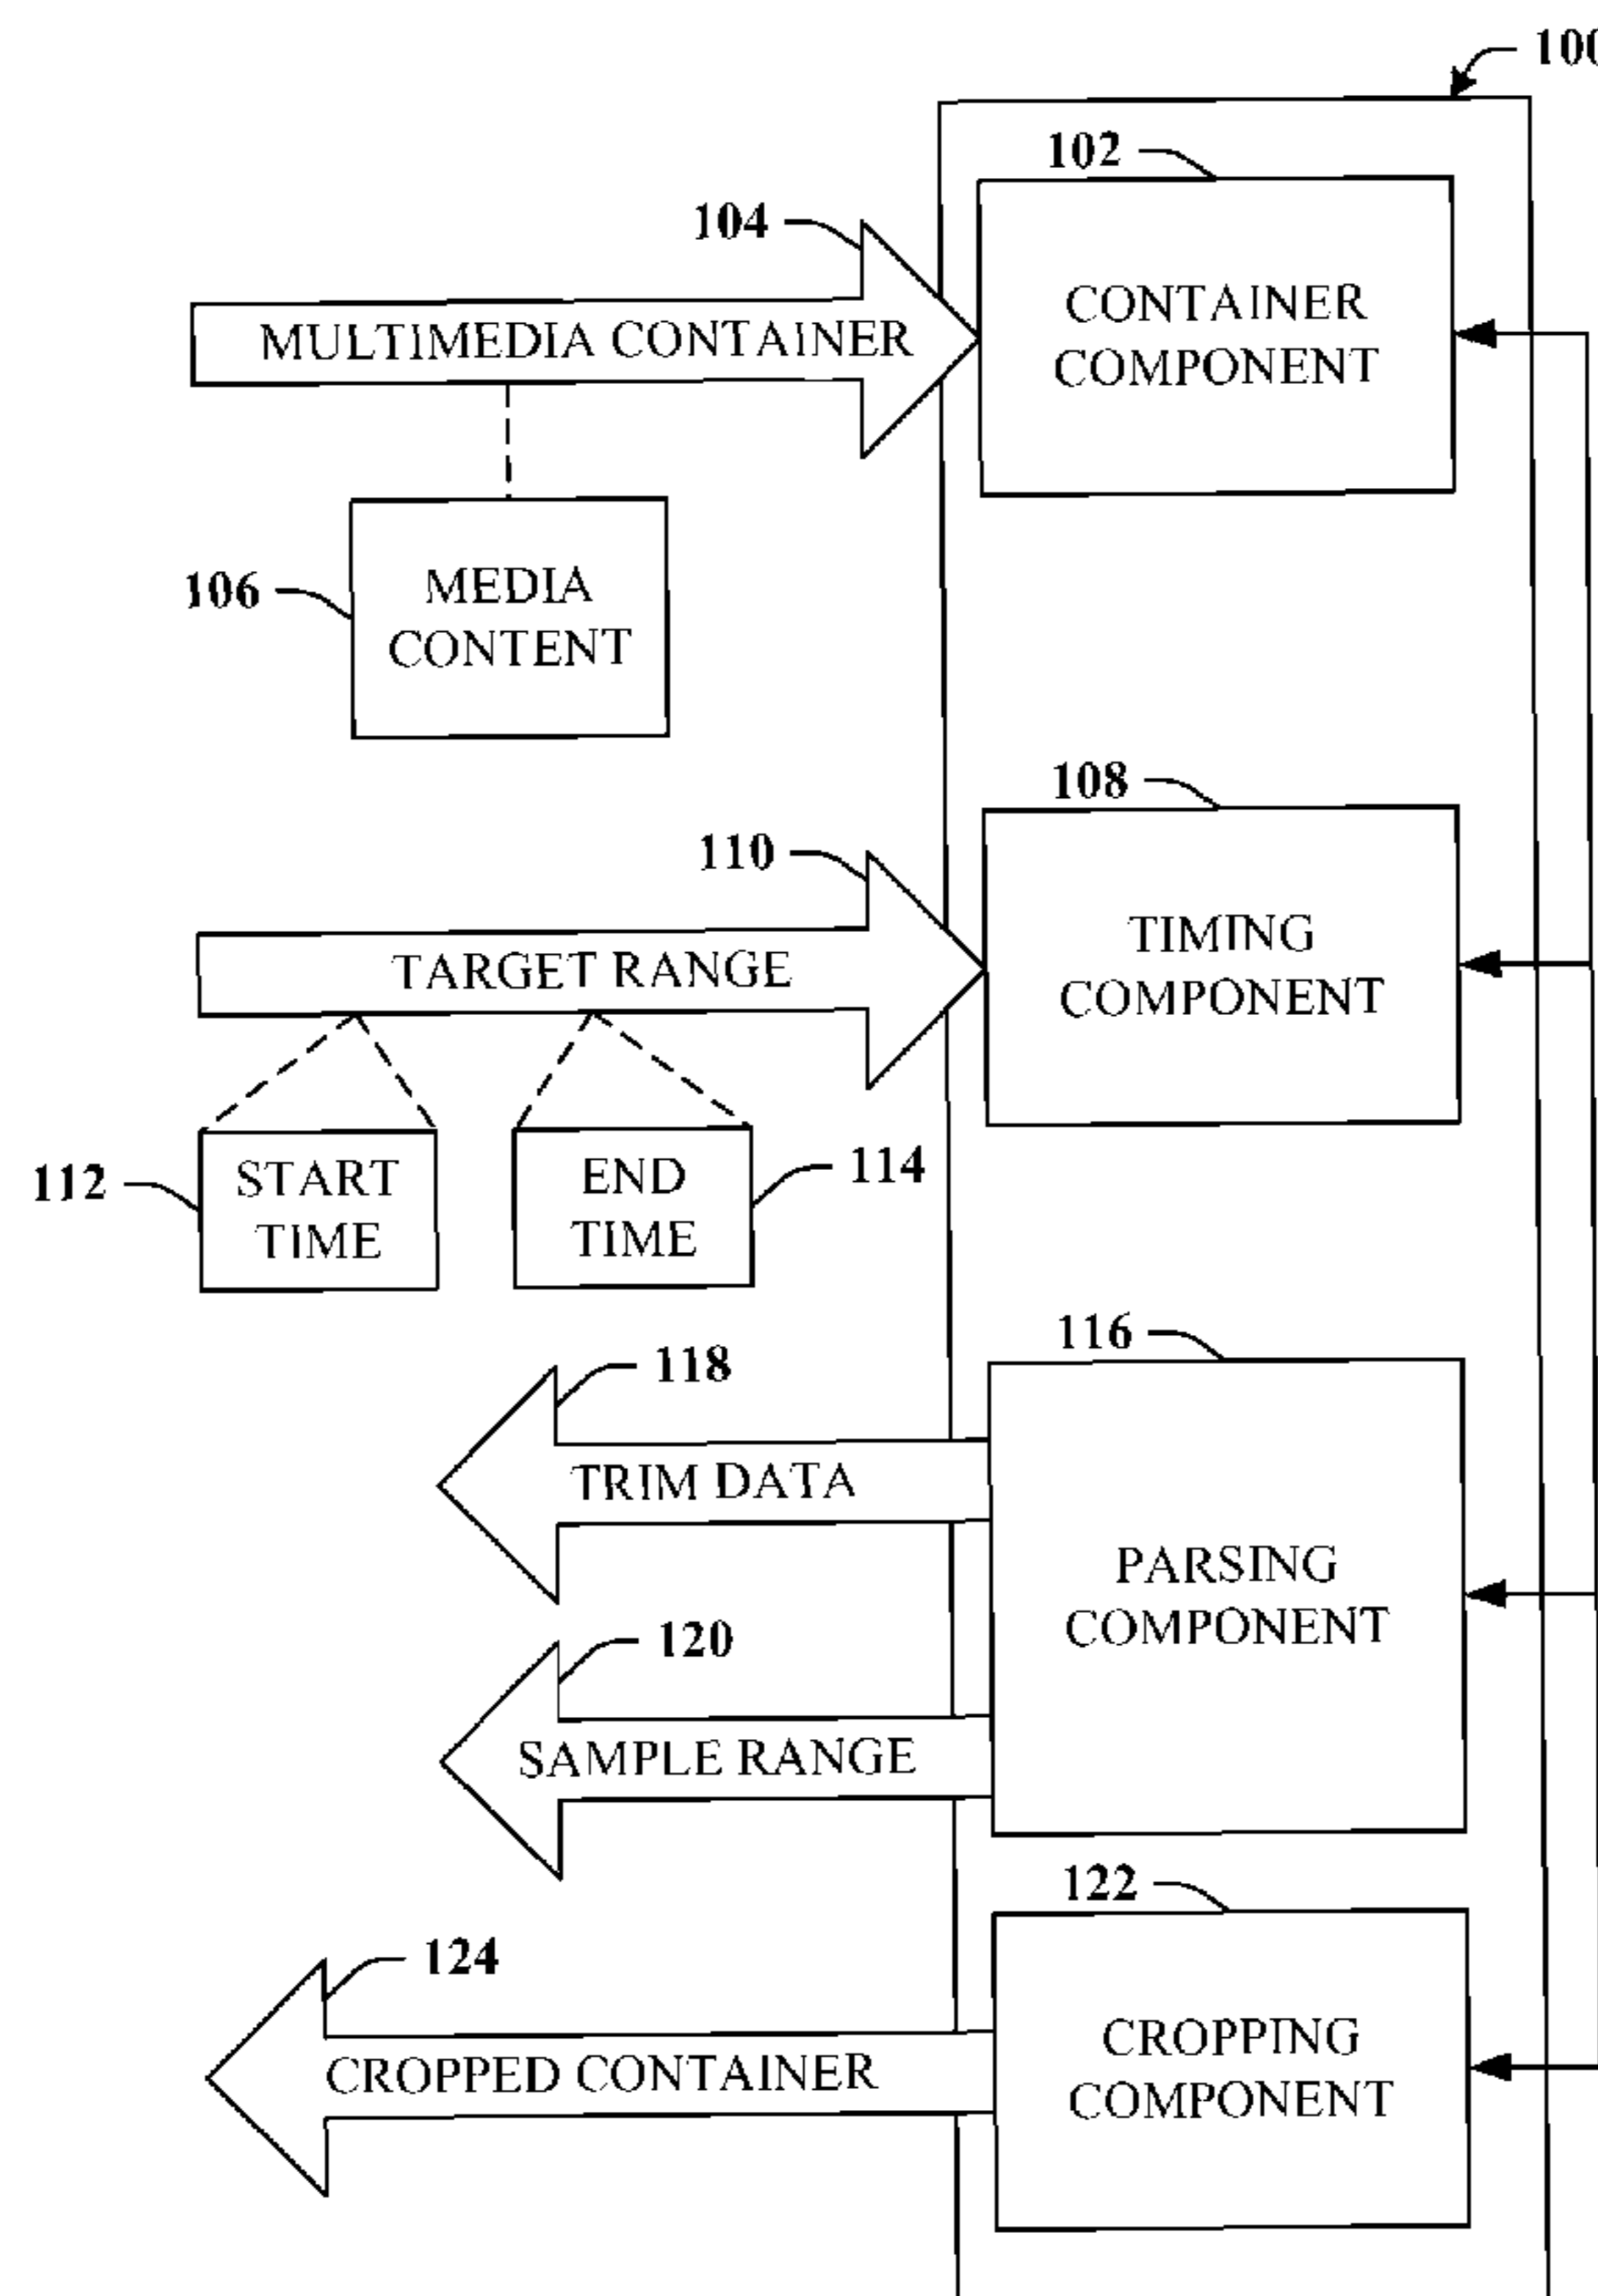 100
102
104
MULTIMEDIA CONTAINER
CONTAINER
COMPONENT
106
MEDIA
CONTENT
108
110
TARGET RANGE
TIMING
COMPONENT
112
START
TIME
END
TIME
114
116
118
TRIM DATA
PARSING
COMPONENT
120
SAMPLE RANGE
122
124
CROPPED CONTAINER
CROPPING
COMPONENT